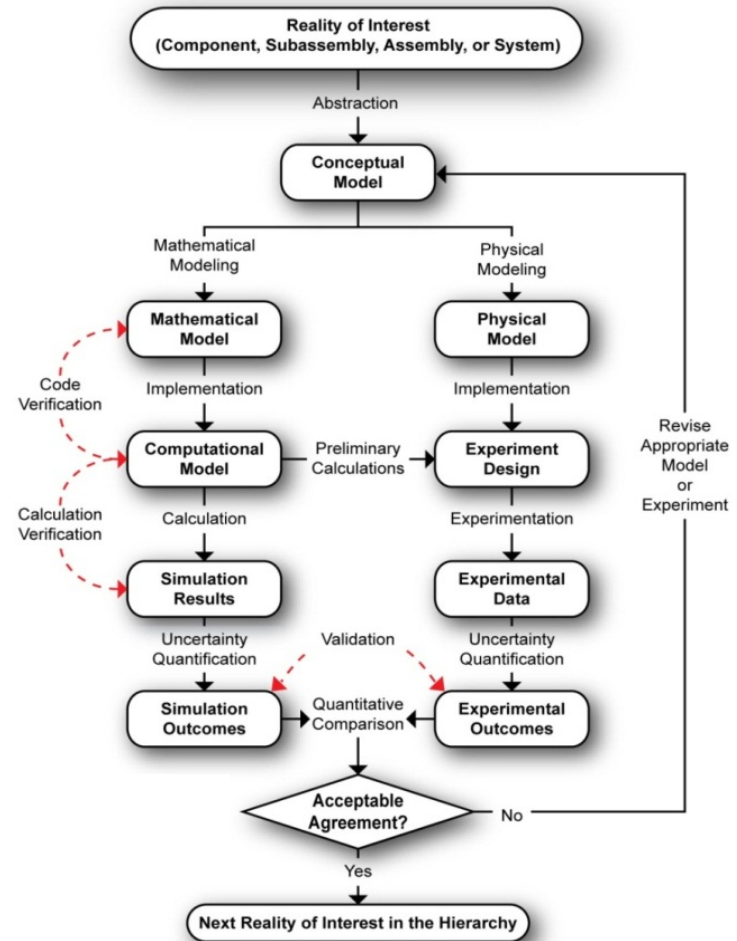 Reality of Interest
(Component, Subassembly, Assembly, or System)
Abstraction
Conceptual
Model
Mathematical
Modeling
Physical
Modeling
Mathematical
Model
Physical
Model
Code
Verification
Implementation
Implementation
Computational
Model
Preliminary
Calculations
Experiment
Design
Revise
Appropriate
Model
or
Experiment
Calculation
Verification
Calculation
Experimentation
Simulation
Results
Experimental
Data
Uncertainty
Quantification
Validation
Uncertainty
Quantification
Simulation
Outcomes
Quantitative
Comparison
Experimental
Outcomes
Acceptable
Agreement?
No
Yes
Next Reality of Interest in the Hierarchy